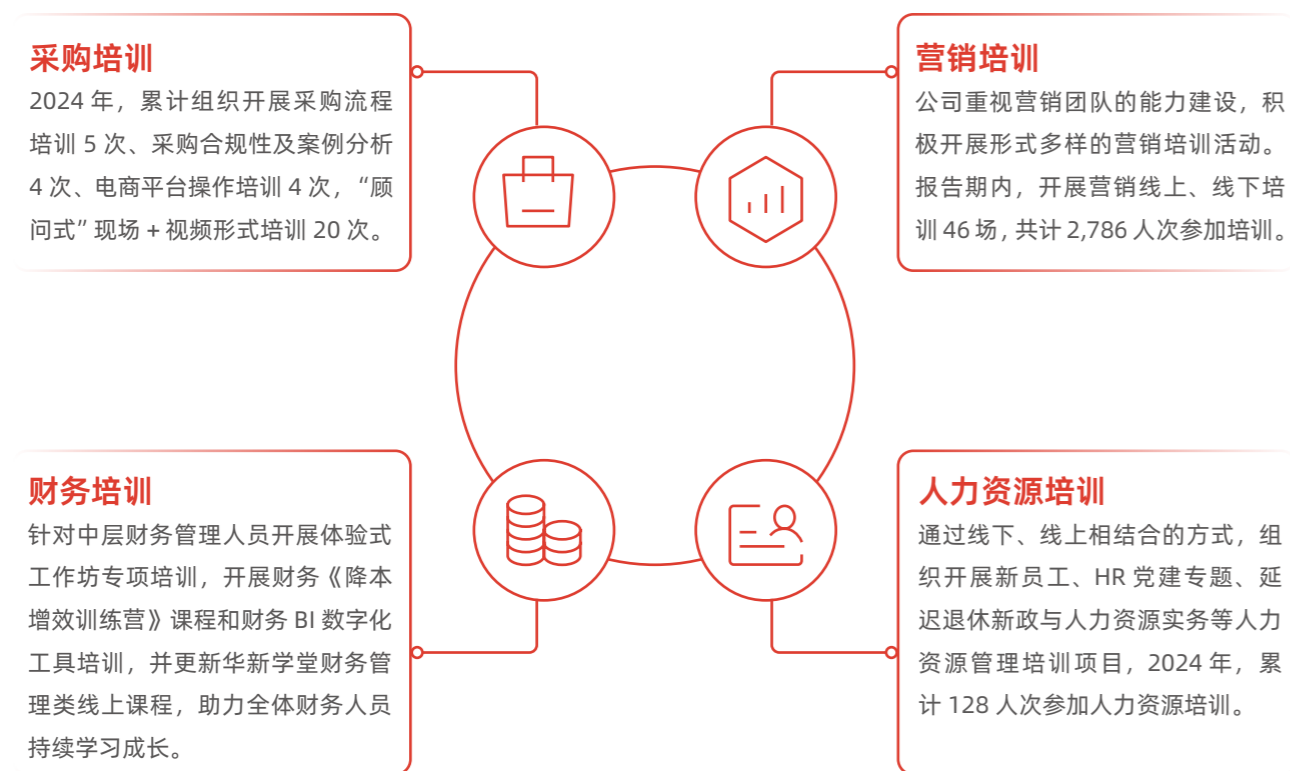 采购培训
2024 年，累计组织开展采购流程
培训 5 次、采购合规性及案例分析
4 次、电商平台操作培训 4 次，“顾
问式”现场 + 视频形式培训 20 次。
营销培训
公司重视营销团队的能力建设，积
极开展形式多样的营销培训活动。
报告期内，开展营销线上、线下培
训 46 场，共计 2,786 人次参加培训。
财务培训
针对中层财务管理人员开展体验式
工作坊专项培训，开展财务《降本
增效训练营》课程和财务 BI 数字化
工具培训，并更新华新学堂财务管
理类线上课程，助力全体财务人员
持续学习成长。
人力资源培训
通过线下、线上相结合的方式，组
织开展新员工、HR 党建专题、延
迟退休新政与人力资源实务等人力
资源管理培训项目，2024 年，累
计 128 人次参加人力资源培训。